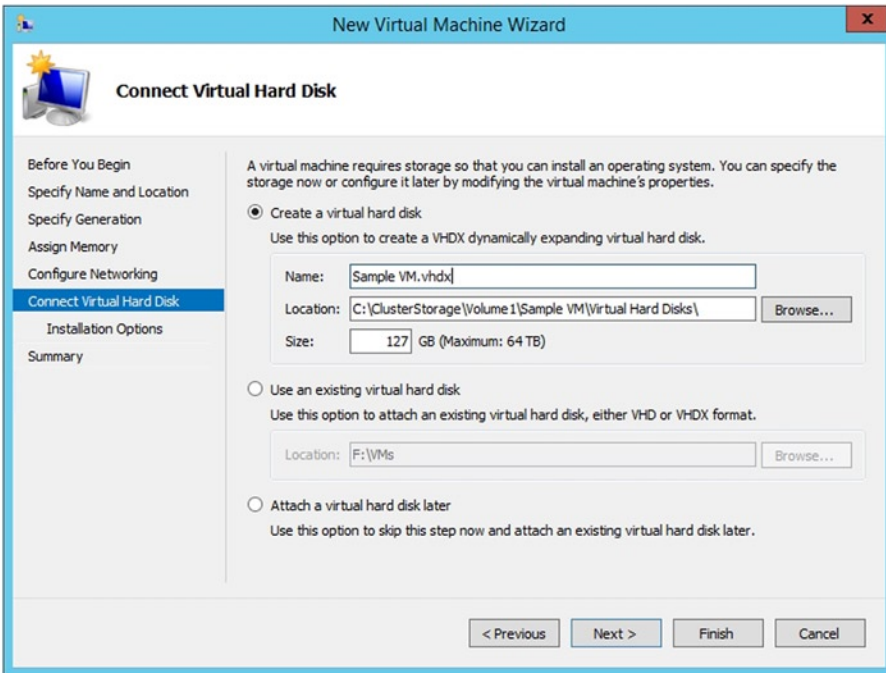 New Virtual Machine Wizard
x
Connect Virtual Hard Disk
Before You Begin
Specify Name and Location
Specify Generation
Assign Memory
Configure Networking
Connect Virtual Hard Disk
Installation Options
Summary
A virtual machine requires storage so that you can install an operating system. You can specify the
storage now or configure it later by modifying the virtual machine's properties.
Create a virtual hard disk
Use this option to create a VHDX dynamically expanding virtual hard disk.
Name: Sample VM.vhdx
Location: C:\ClusterStorage\Volume1\Sample VM\Virtual Hard Disks\ Browse...
Size: 127 GB (Maximum: 64 TB)
Use an existing virtual hard disk
Use this option to attach an existing virtual hard disk, either VHD or VHDX format.
Location: F:\VMs Browse...
Attach a virtual hard disk later
Use this option to skip this step now and attach an existing virtual hard disk later.
< Previous Next > Finish Cancel